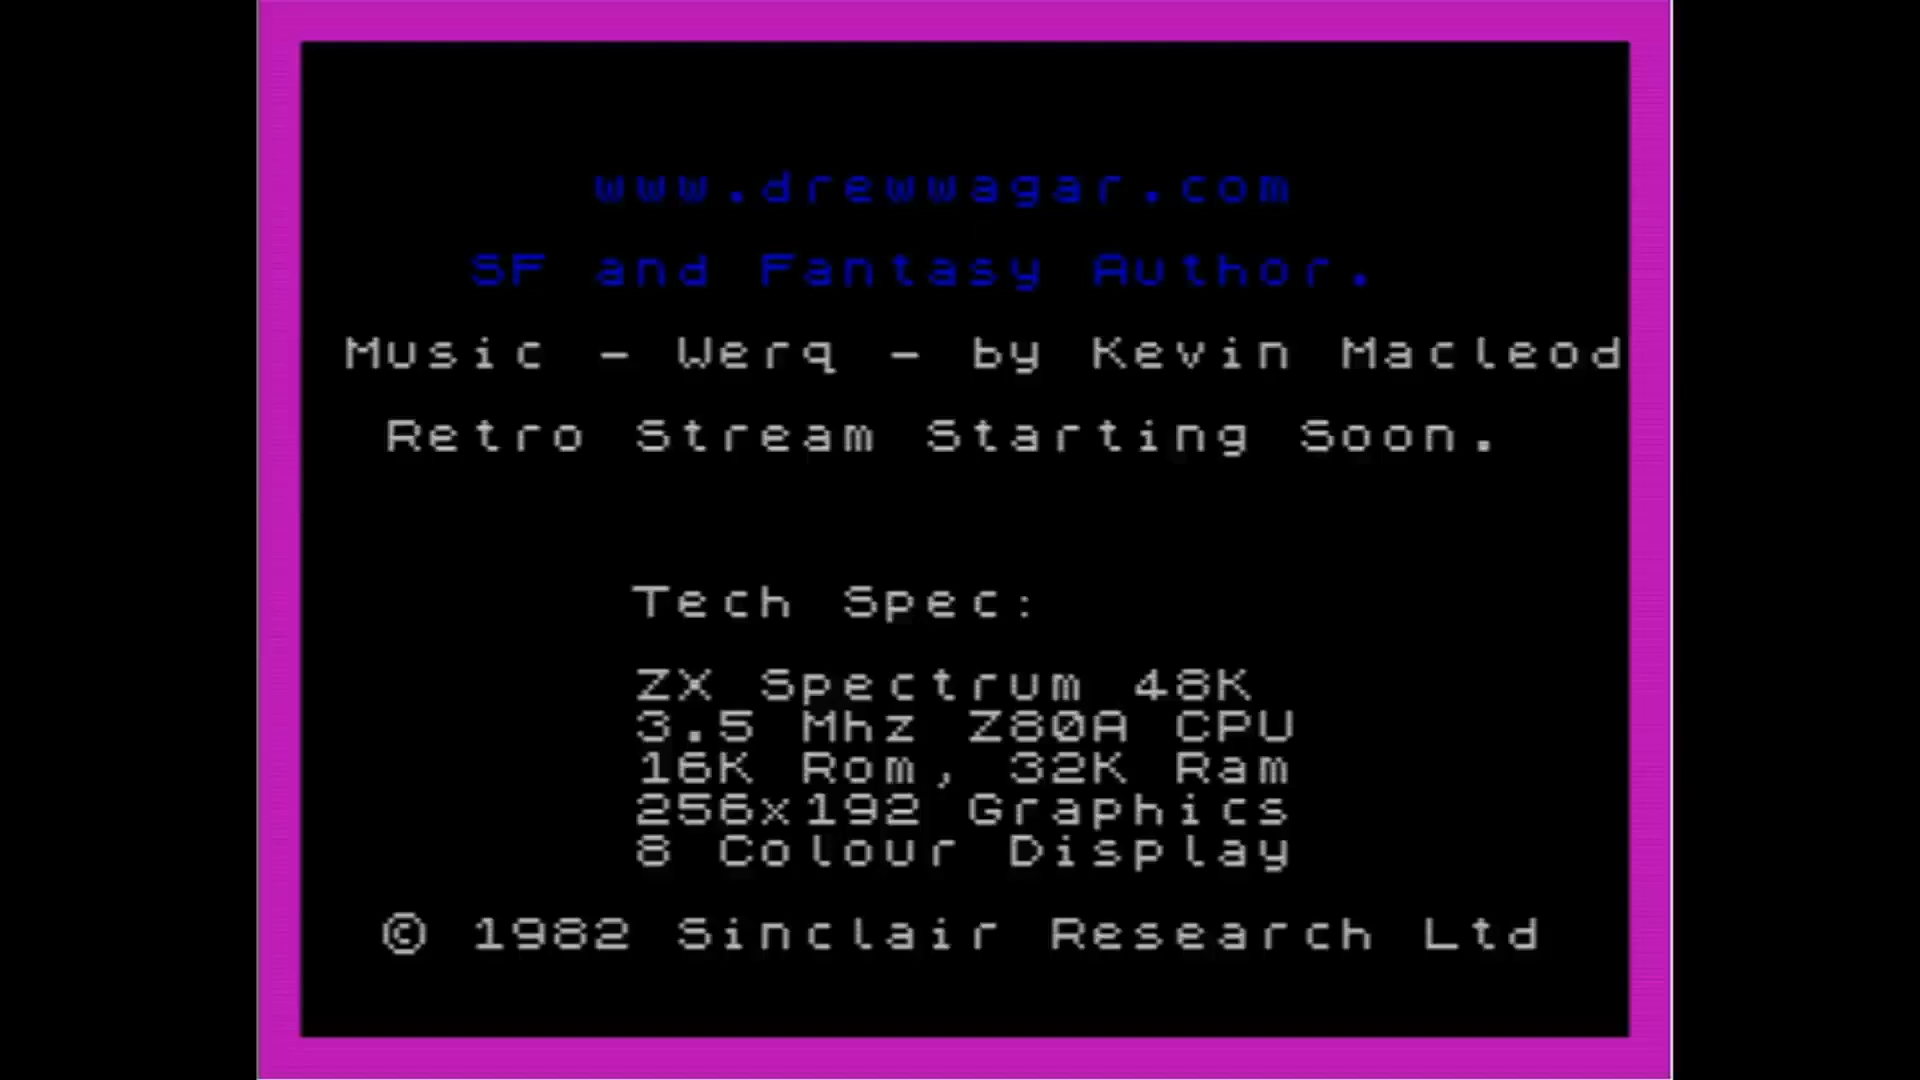 www.drewwagar.com
SF and Fantasy Author.
Music - Werq - by Kevin Macleod
Retro Stream Starting Soon.
Tech Spec:
ZX Spectrum 48K
3.5 Mhz Z80A CPU
16K Rom, 32K Ram
256x192 Graphics
8 Colour Display
© 1982 Sinclair Research Ltd